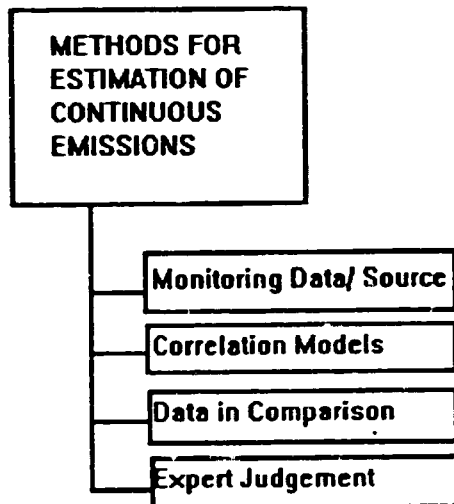 METHODS FOR
ESTIMATION OF
CONTINUOUS
EMISSIONS
Monitoring Data/ Source
Correlation Models
Data in Comparison
Expert Judgement